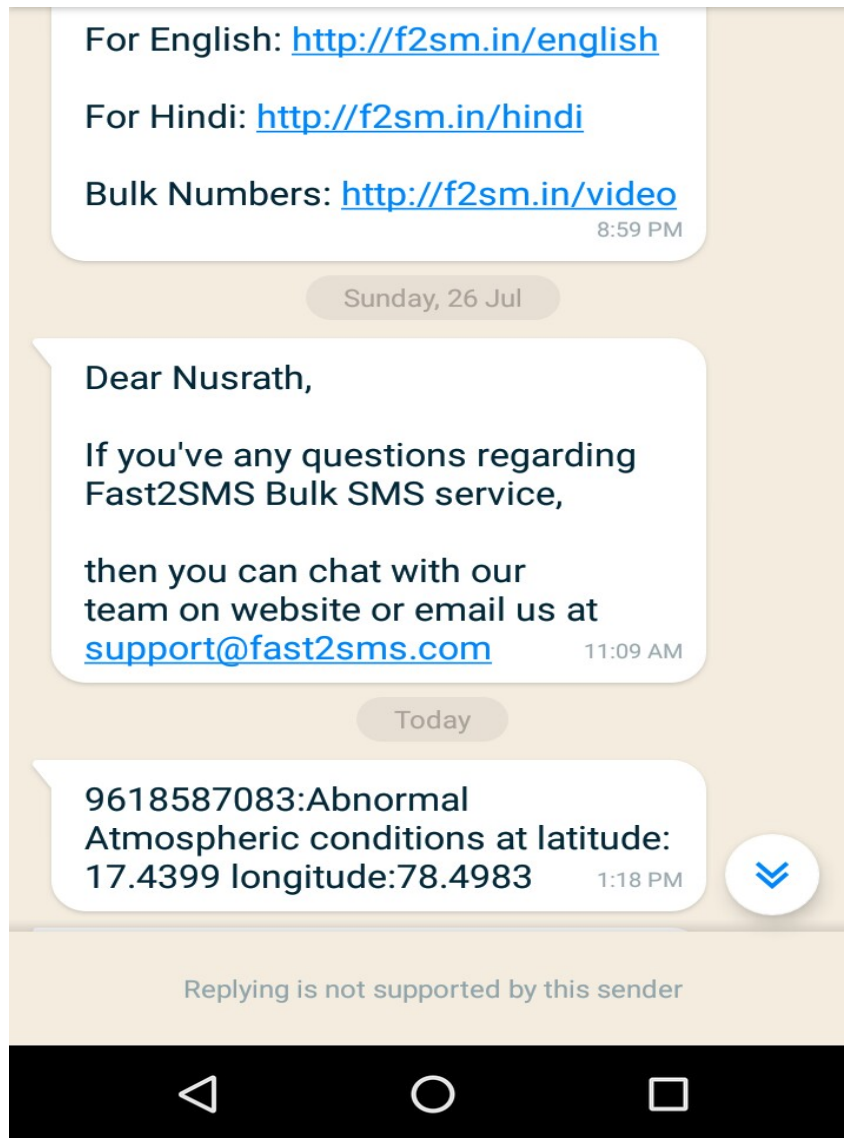 For English: http://f2sm.in/english
For Hindi: http://f2sm.in/hindi
Bulk Numbers: http://f2sm.in/video
8:59 PM
Sunday, 26 Jul
Dear Nusrath,
If you've any questions regarding
Fast2SMS Bulk SMS service,
then you can chat with our
team on website or email us at
support@fast2sms.com 11:09 AM
Today
9618587083:Abnormal
Atmospheric conditions at latitude:
17.4399 longitude:78.4983 1:18 PM
Replying is not supported by this sender